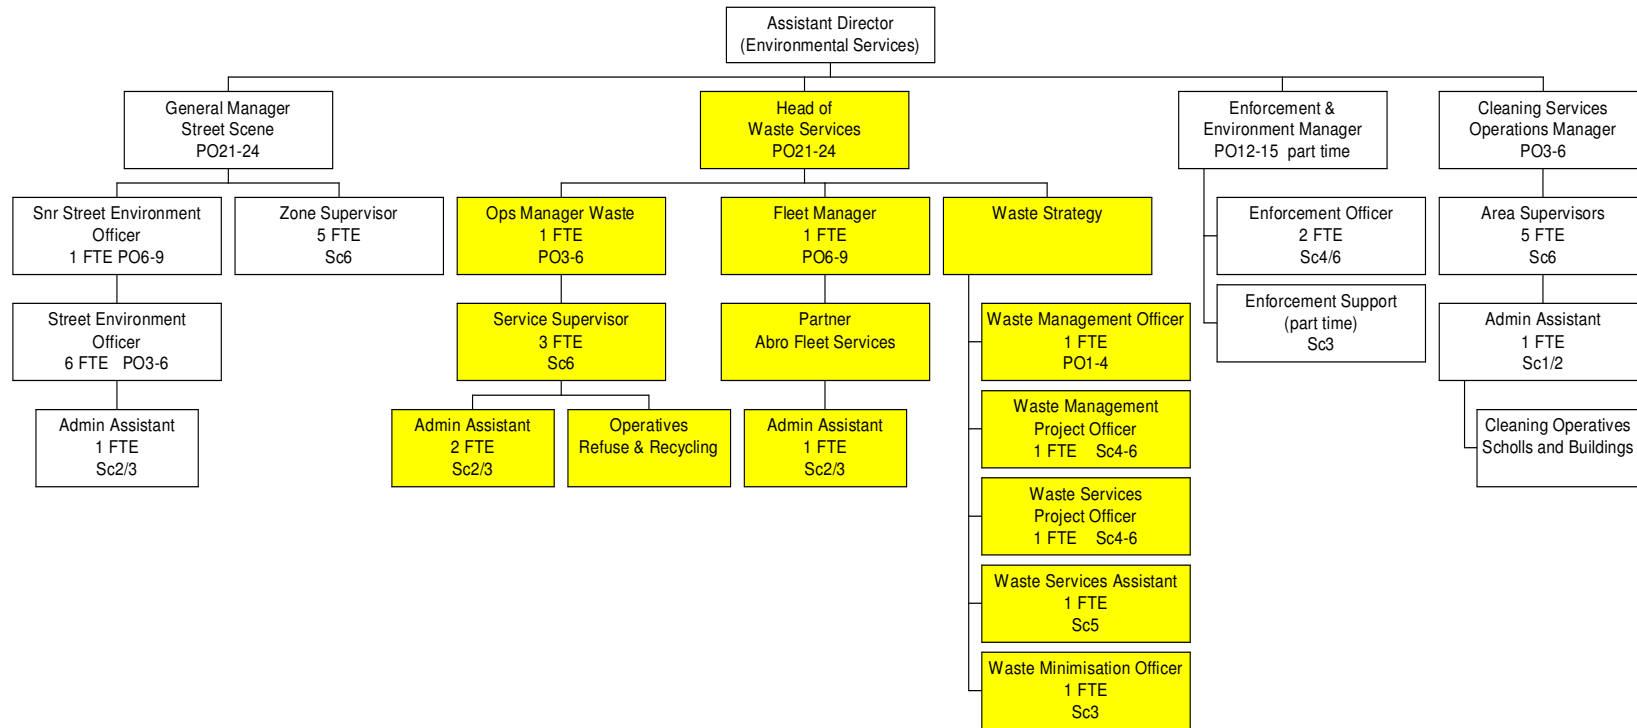 Assistant Director
(Environmental Services)
General Manager
Street Scene
PO21-24
Head of
Waste Services
PO21-24
Enforcement &
Environment Manager
PO12-15 part time
Cleaning Services
Operations Manager
PO3-6
Snr Street Environment
Officer
1 FTE PO6-9
Zone Supervisor
5 FTE
Sc6
Ops Manager Waste
1 FTE
PO3-6
Fleet Manager
1 FTE
PO6-9
Waste Strategy
Enforcement Officer
2 FTE
Sc4/6
Area Supervisors
5 FTE
Sc6
Street Environment
Officer
6 FTE PO3-6
Service Supervisor
3 FTE
Sc6
Partner
Abro Fleet Services
Waste Management Officer
1 FTE
PO1-4
Enforcement Support
(part time)
Sc3
Admin Assistant
1 FTE
Sc1/2
Admin Assistant
1 FTE
Sc2/3
Admin Assistant
2 FTE
Sc2/3
Operatives
Refuse & Recycling
Admin Assistant
1 FTE
Sc2/3
Waste Management
Project Officer
1 FTE Sc4-6
Cleaning Operatives
Scholls and Buildings
Waste Services
Project Officer
1 FTE Sc4-6
Waste Services Assistant
1 FTE
Sc5
Waste Minimisation Officer
1 FTE
Sc3